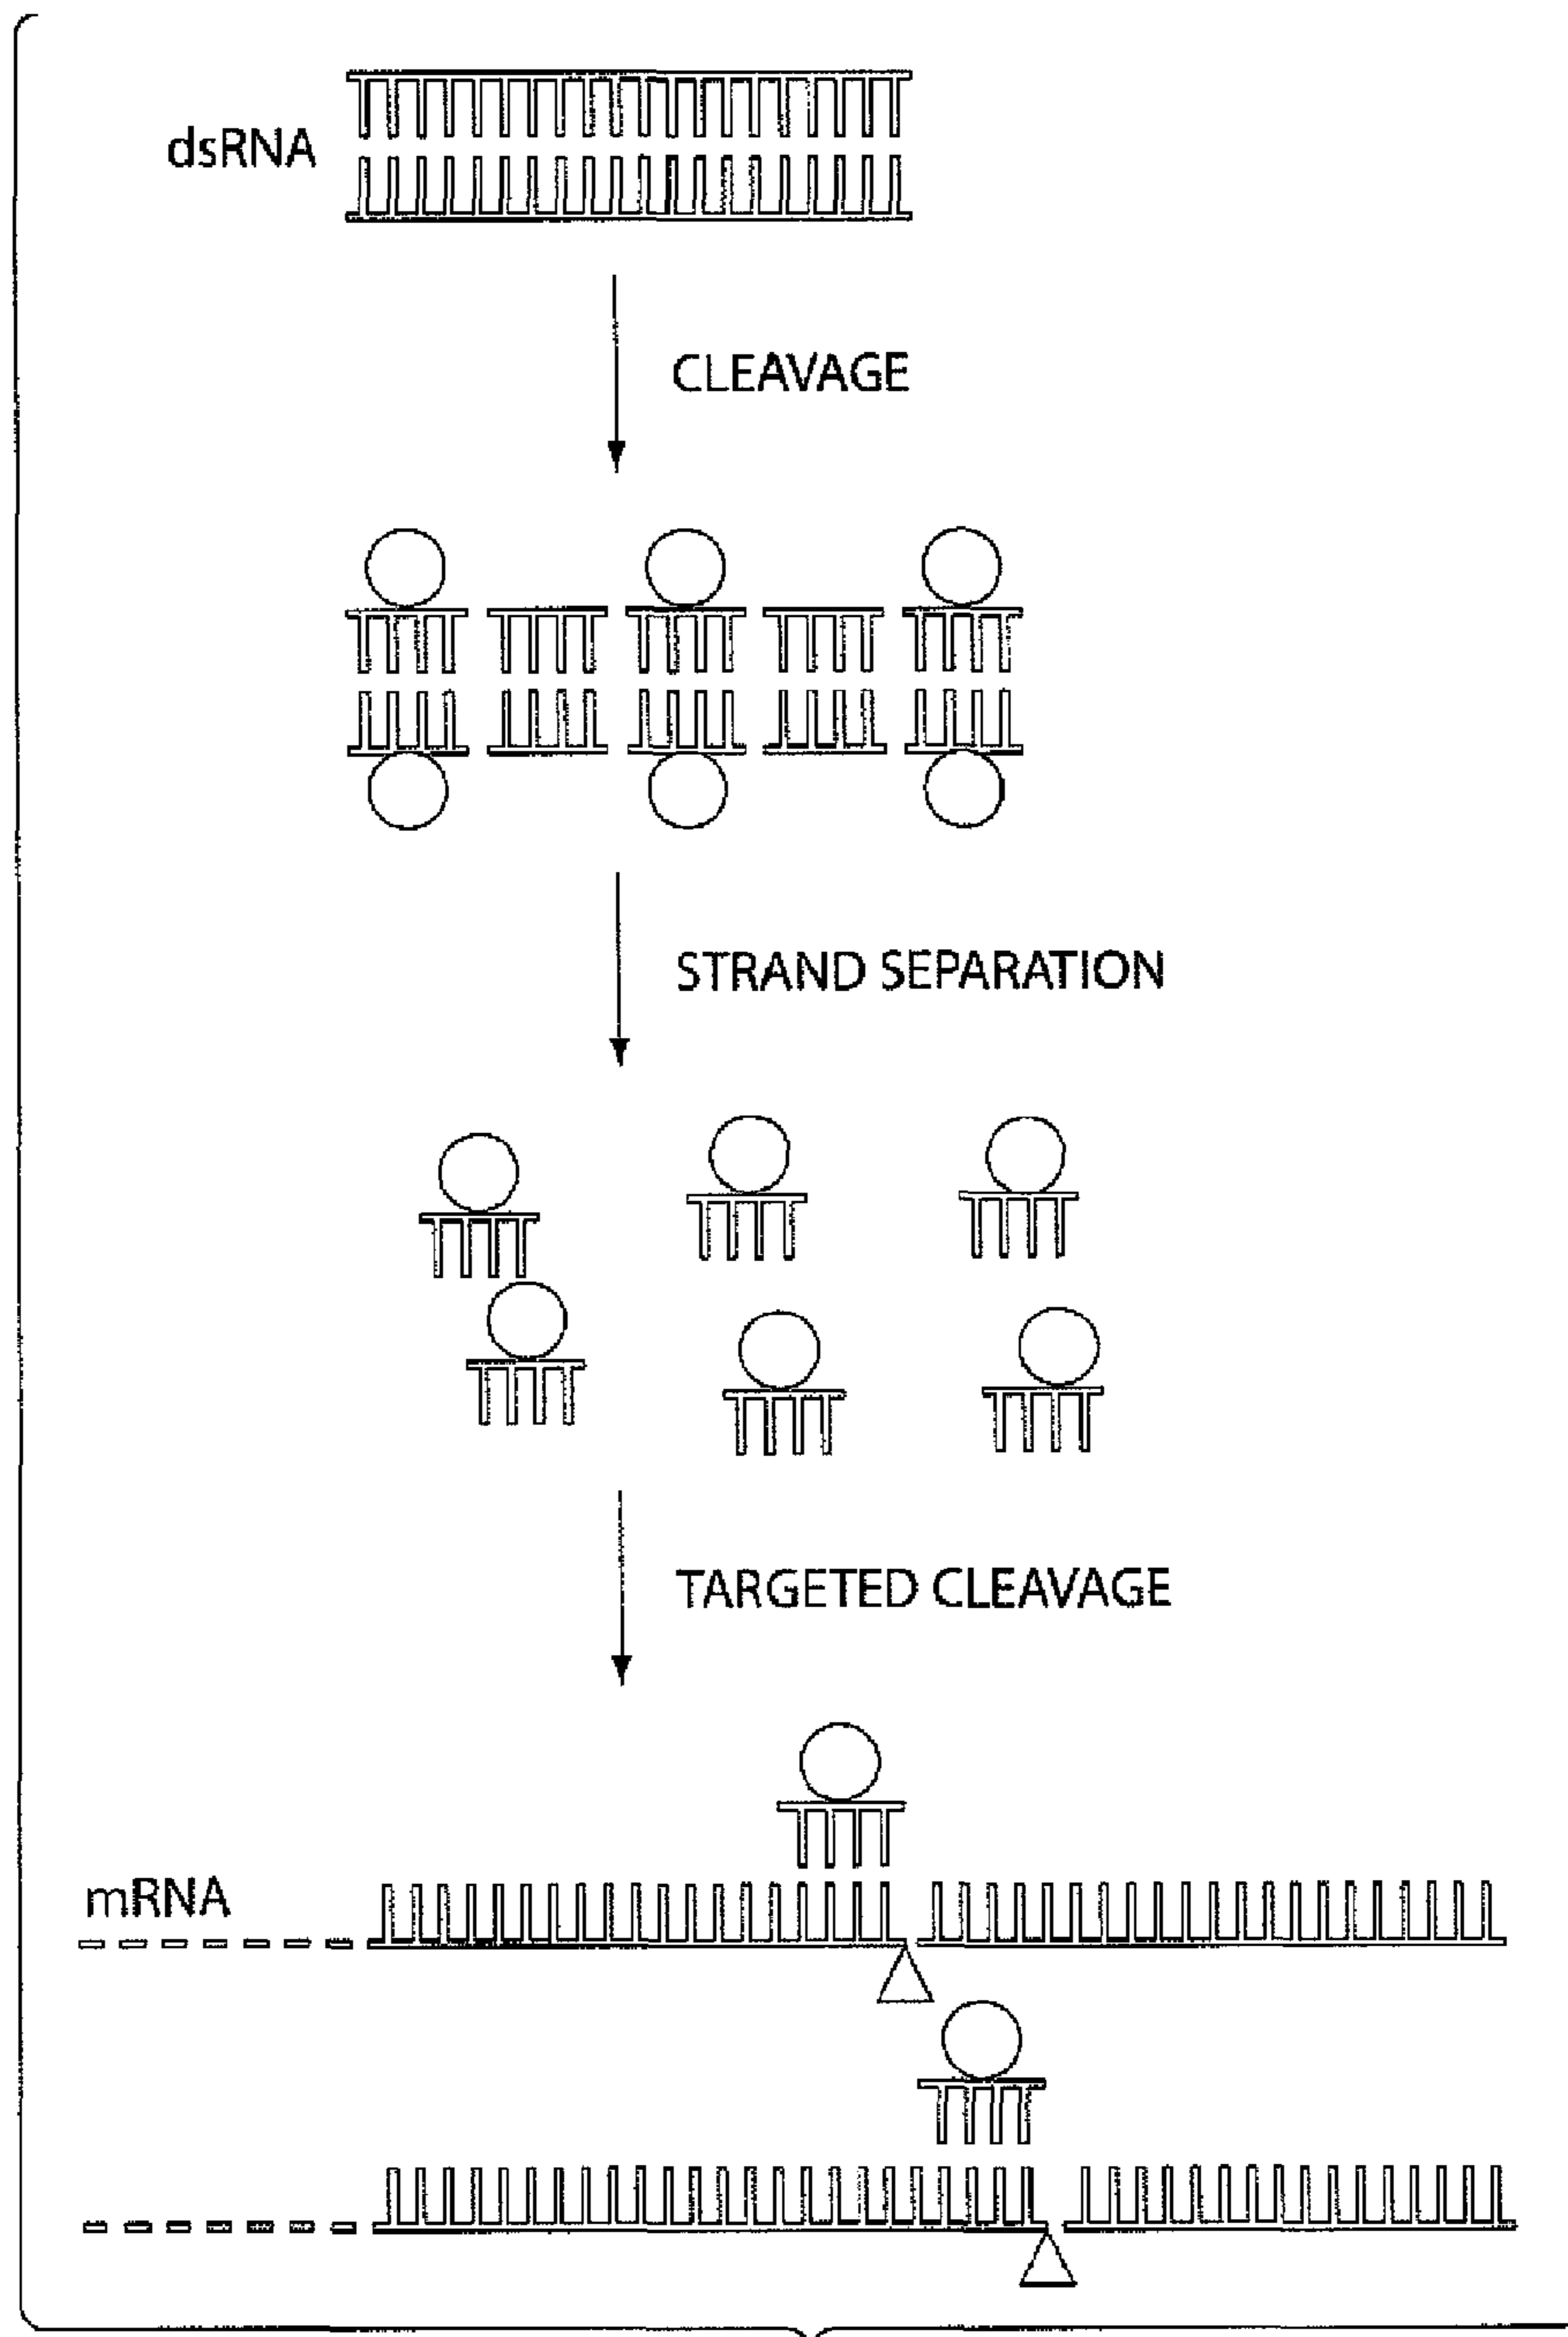 dsRNA
CLEAVAGE
STRAND SEPARATION
TARGETED CLEAVAGE
mRNA